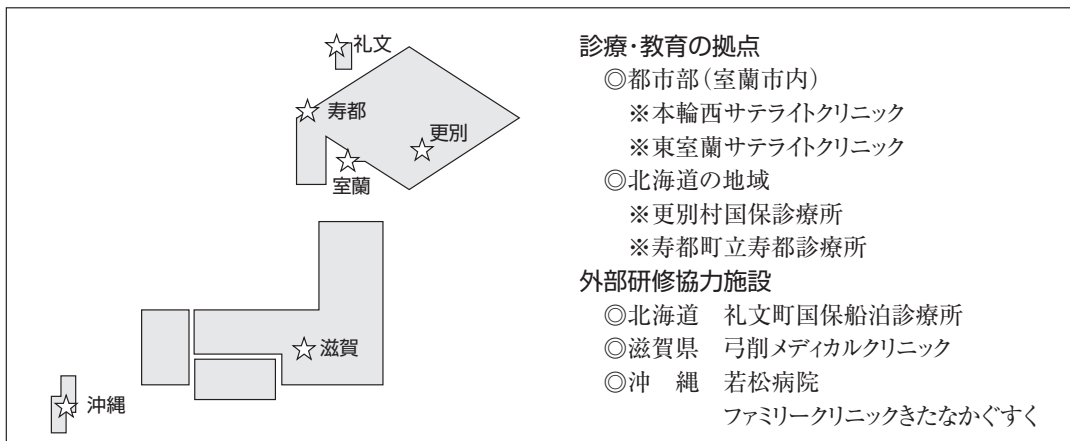 礼文
寿都
更別
室蘭
滋賀
沖縄
診療・教育の拠点
◎都市部(室蘭市内)
※本輪西サテライトクリニック
※東室蘭サテライトクリニック
◎北海道の地域
※更別村国保診療所
※寿都町立寿都診療所
外部研修協力施設
◎北海道 礼文町国保船泊診療所
◎滋賀県 弓削メディカルクリニック
◎沖 縄 若松病院
ファミリークリニックきたなかぐすく